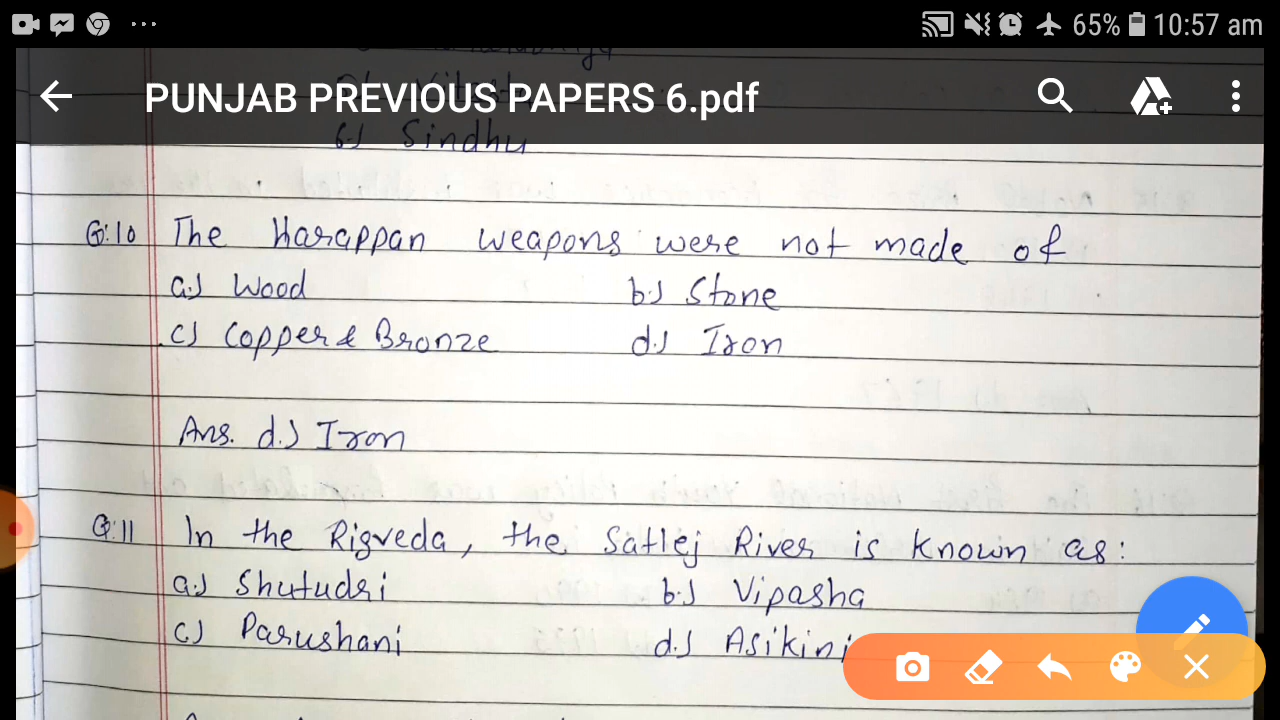 65% 10:57 am
PUNJAB PREVIOUS PAPERS 6.pdf
6.) Sindhu
Q.10 The Harappan weapons were not made of
a.) Wood b.) Stone
c.) Copper & Bronze d.) Iron
Ans. d.) Iron
Q.11 In the Rigveda, the Satlej River is known as:
a.) Shutudri b.) Vipasha
c.) Parushani d.) Asikini